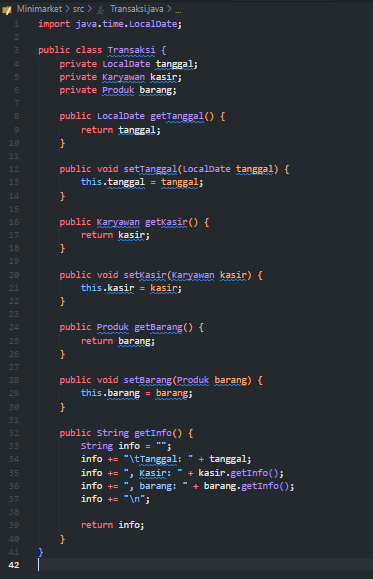 Minimarket > src > Transaksi.java > ...
1 import java.time.LocalDate;
2
3 public class Transaksi {
4     private LocalDate tanggal;
5     private Karyawan kasir;
6     private Produk barang;
7
8     public LocalDate getTanggal() {
9         return tanggal;
10     }
11
12     public void setTanggal(LocalDate tanggal) {
13         this.tanggal = tanggal;
14     }
15
16     public Karyawan getKasir() {
17         return kasir;
18     }
19
20     public void setKasir(Karyawan kasir) {
21         this.kasir = kasir;
22     }
23
24     public Produk getBarang() {
25         return barang;
26     }
27
28     public void setBarang(Produk barang) {
29         this.barang = barang;
30     }
31
32     public String getInfo() {
33         String info = "";
34         info += "\tTanggal: " + tanggal;
35         info += ", Kasir: " + kasir.getInfo();
36         info += ", barang: " + barang.getInfo();
37         info += "\n";
38
39         return info;
40     }
41 }
42